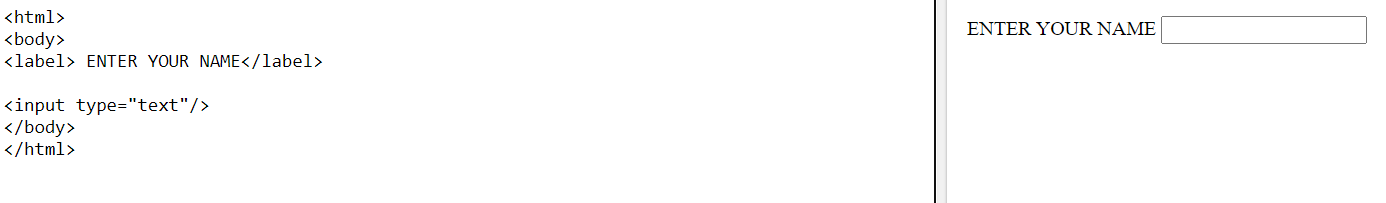 <html>
<body>
<label> ENTER YOUR NAME</label>
<input type="text"/>
</body>
</html>
ENTER YOUR NAME